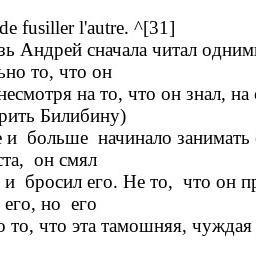 de fusiller l'autre. ^[31]
зь Андрей сначала читал одним
ьно то, что он
несмотря на то, что он знал, на
рить Билибину)
е и больше начинало занимать
ста, он смял
и бросил его. Не то, что он п
его, но его
о то, что эта тамошняя, чуждая